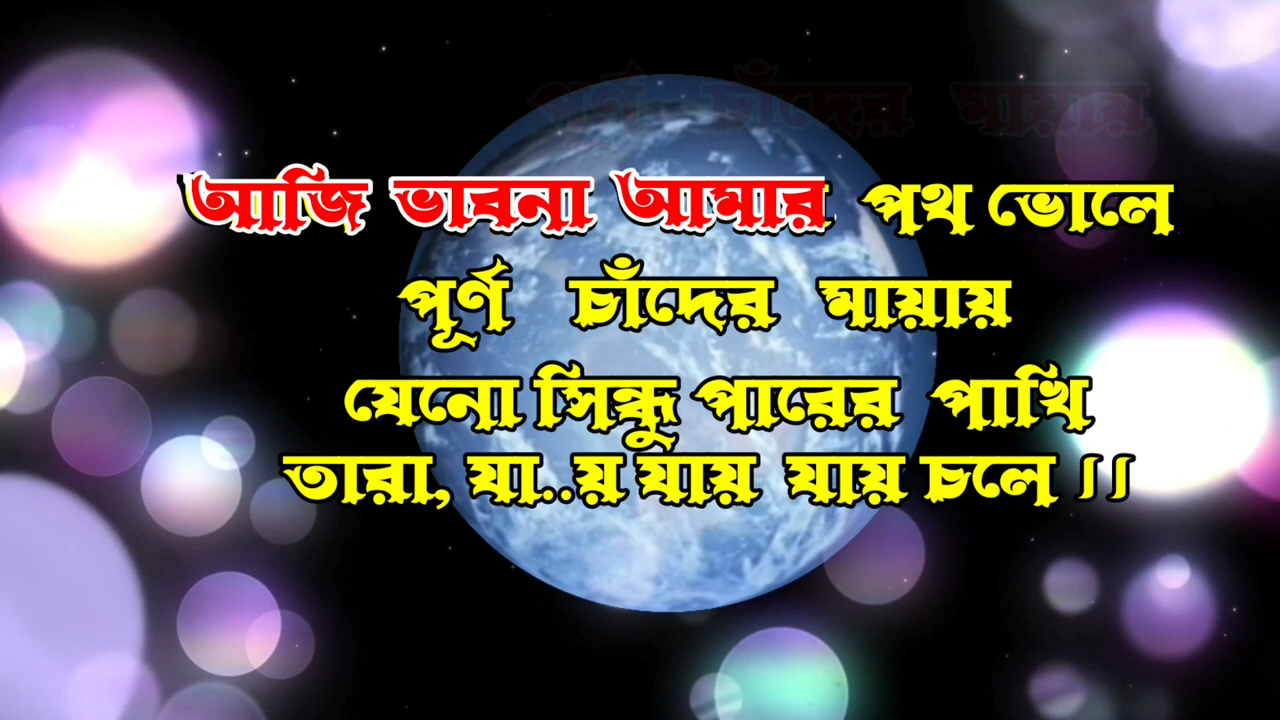 পূর্ণ চাঁদের মায়ায়
আজি ভাবনা আমার পথ ভোলে
পূর্ণ চাঁদের মায়ায়
যেনো সিন্ধু পারের পাখি
তারা, যা..য় যায় যায় চলে ।।